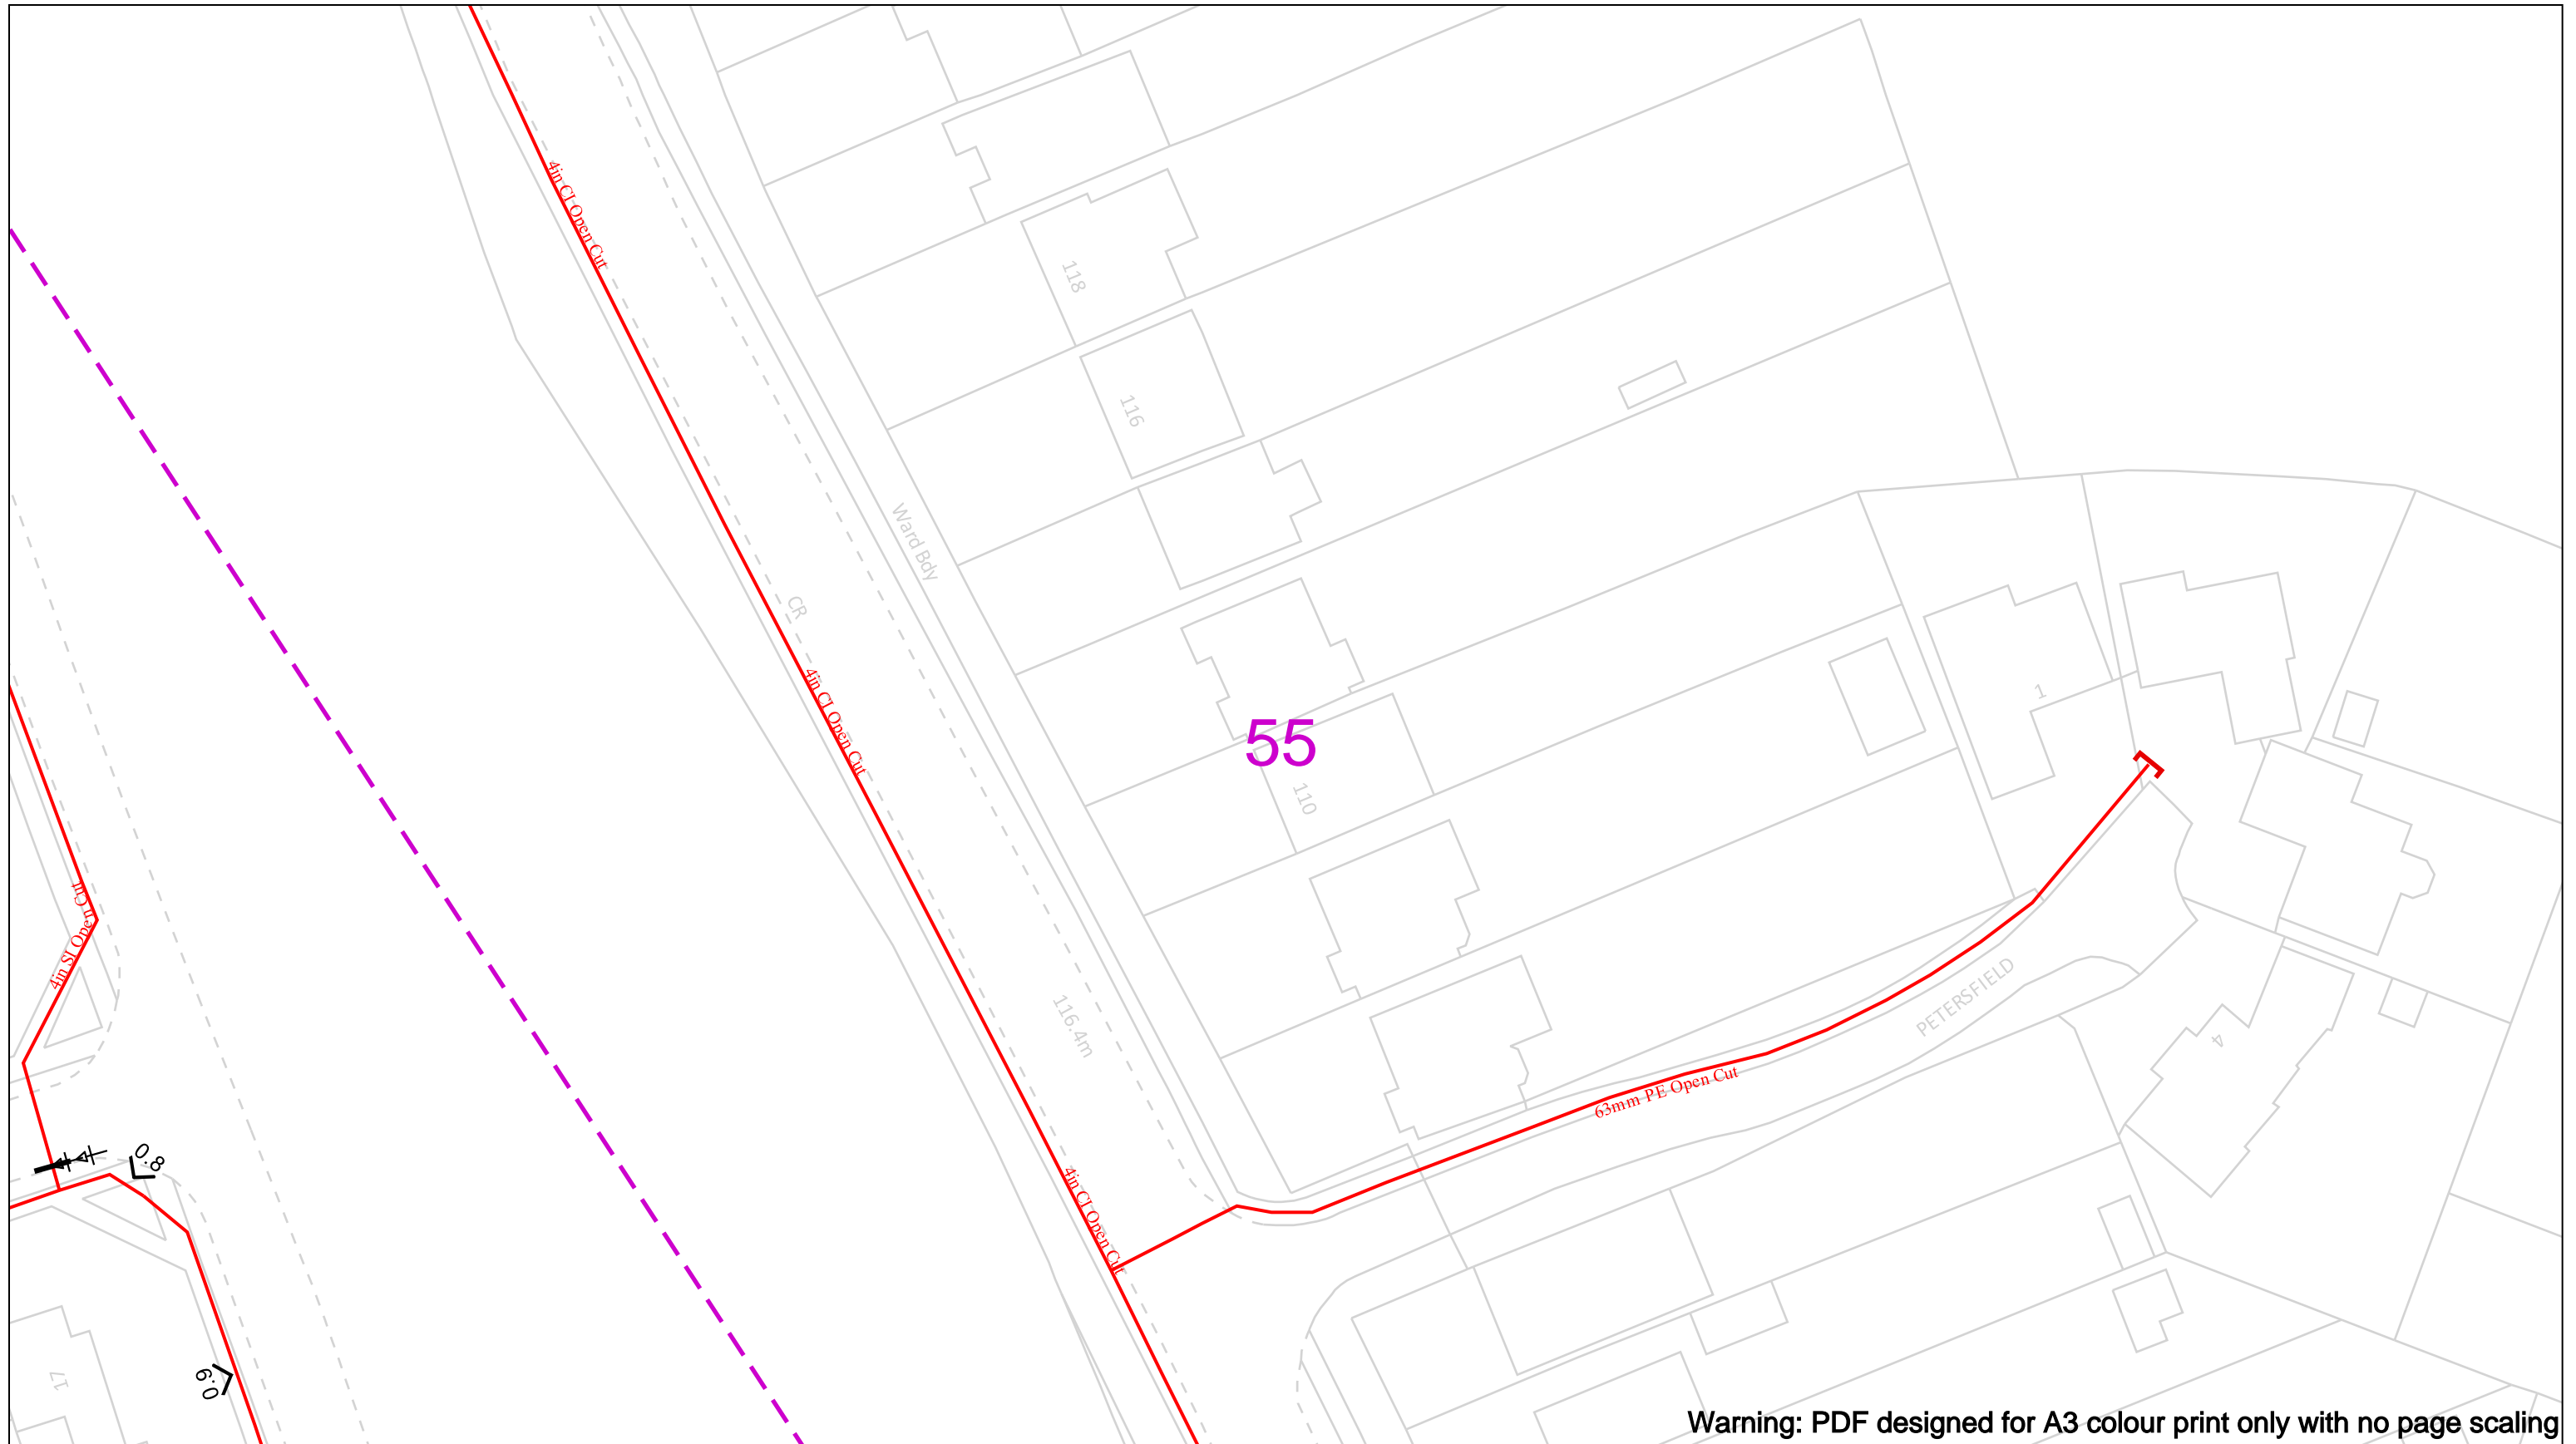 4in CI Open Cut
118
116
Ward Bdy
CR
4in CI Open Cut
1
55
110
4in SI Open Cut
PETERSFIELD
116.4m
4
63mm PE Open Cut
0.8
4in CI Open Cut
0.9
17
Warning: PDF designed for A3 colour print only with no page scaling